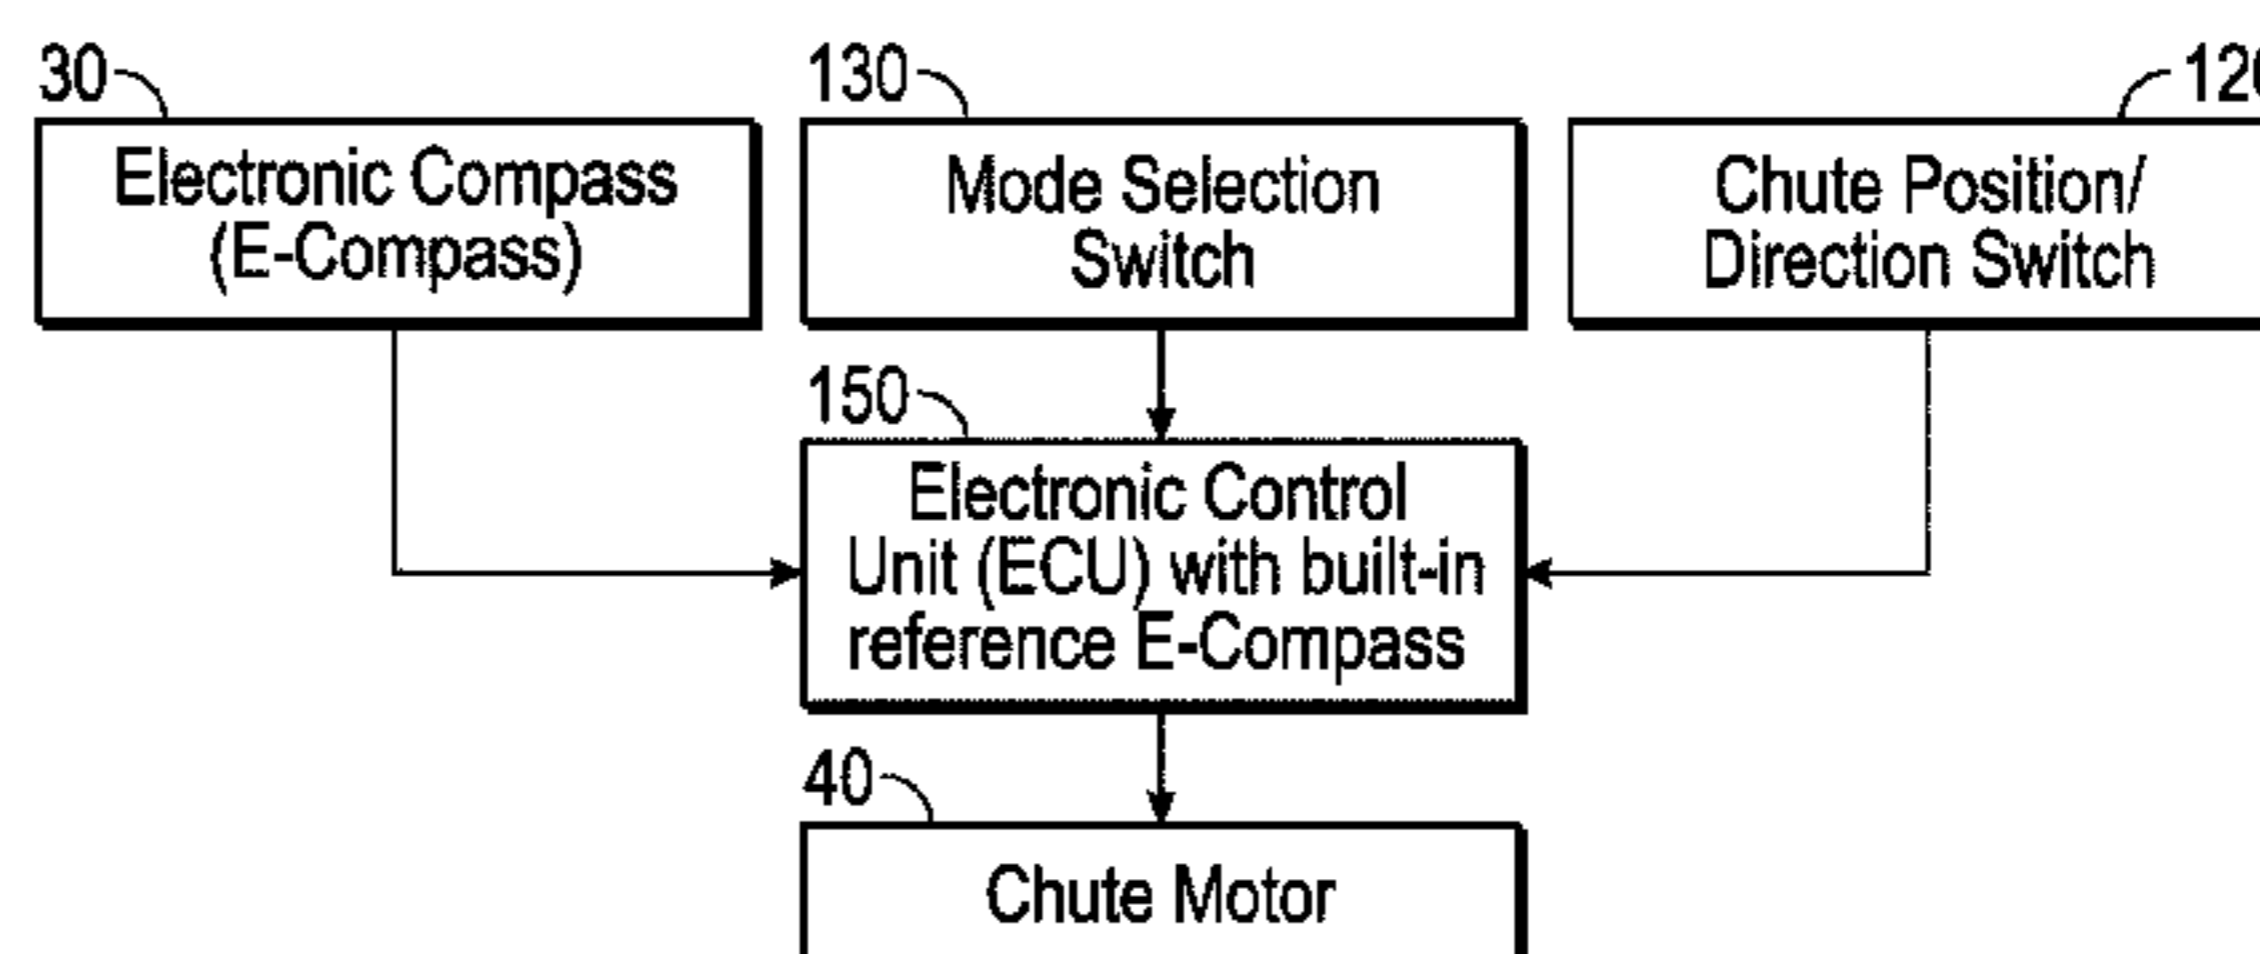 30
Electronic Compass
(E-Compass)
130
Mode Selection
Switch
120
Chute Position/
Direction Switch
150
Electronic Control
Unit (ECU) with built-in
reference E-Compass
40
Chute Motor